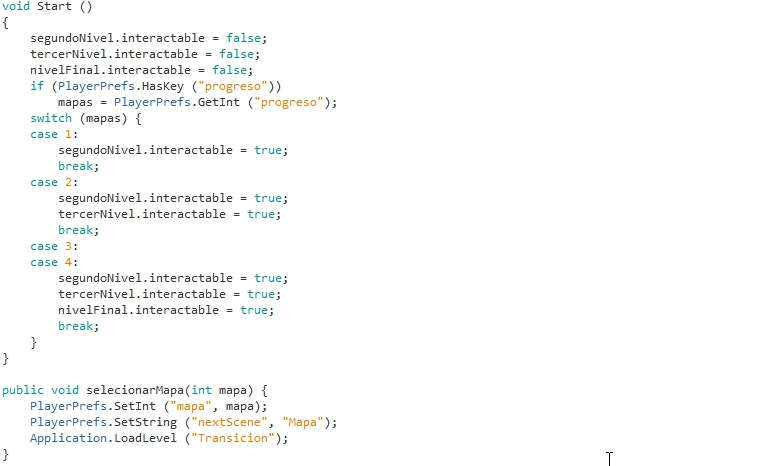 void Start ()
{
segundoNivel.interactable = false;
tercerNivel.interactable = false;
nivelFinal.interactable = false;
if (PlayerPrefs.HasKey ("progreso"))
mapas = PlayerPrefs.GetInt ("progreso");
switch (mapas) {
case 1:
segundoNivel.interactable = true;
break;
case 2:
segundoNivel.interactable = true;
tercerNivel.interactable = true;
break;
case 3:
case 4:
segundoNivel.interactable = true;
tercerNivel.interactable = true;
nivelFinal.interactable = true;
break;
}
}
public void selecionarMapa(int mapa) {
PlayerPrefs.SetInt ("mapa", mapa);
PlayerPrefs.SetString ("nextScene", "Mapa");
Application.LoadLevel ("Transicion");
}